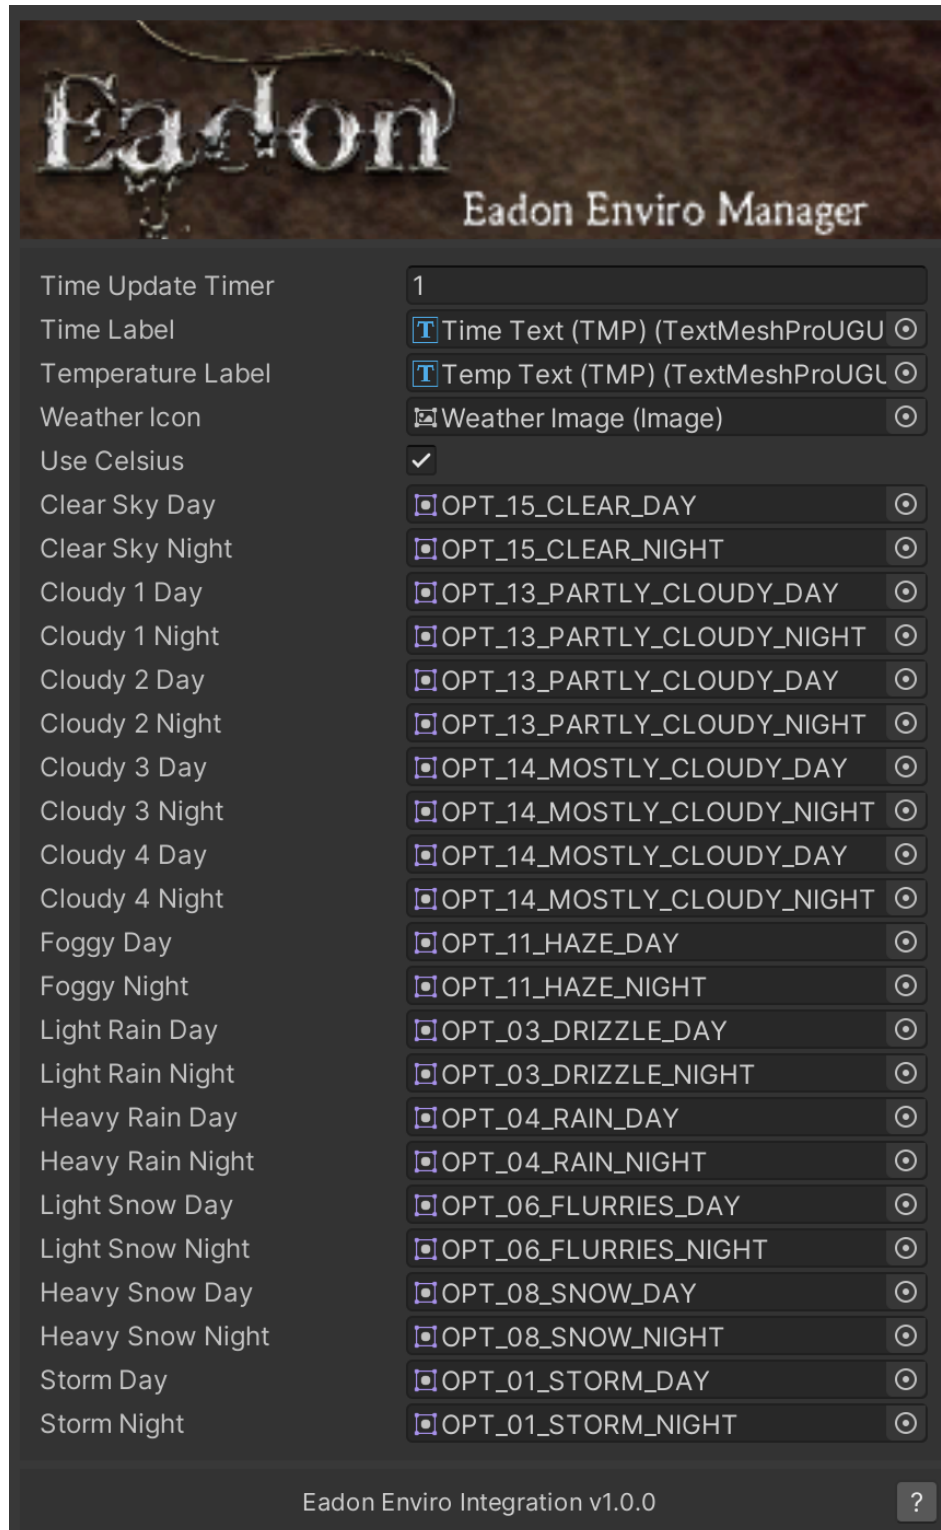 Eadon
Eadon Enviro Manager
Time Update Timer 1
Time Label T Time Text (TMP) (TextMeshProUGU
Temperature Label T Temp Text (TMP) (TextMeshProUGU
Weather Icon Weather Image (Image)
Use Celsius
Clear Sky Day OPT_15_CLEAR_DAY
Clear Sky Night OPT_15_CLEAR_NIGHT
Cloudy 1 Day OPT_13_PARTLY_CLOUDY_DAY
Cloudy 1 Night OPT_13_PARTLY_CLOUDY_NIGHT
Cloudy 2 Day OPT_13_PARTLY_CLOUDY_DAY
Cloudy 2 Night OPT_13_PARTLY_CLOUDY_NIGHT
Cloudy 3 Day OPT_14_MOSTLY_CLOUDY_DAY
Cloudy 3 Night OPT_14_MOSTLY_CLOUDY_NIGHT
Cloudy 4 Day OPT_14_MOSTLY_CLOUDY_DAY
Cloudy 4 Night OPT_14_MOSTLY_CLOUDY_NIGHT
Foggy Day OPT_11_HAZE_DAY
Foggy Night OPT_11_HAZE_NIGHT
Light Rain Day OPT_03_DRIZZLE_DAY
Light Rain Night OPT_03_DRIZZLE_NIGHT
Heavy Rain Day OPT_04_RAIN_DAY
Heavy Rain Night OPT_04_RAIN_NIGHT
Light Snow Day OPT_06_FLURRIES_DAY
Light Snow Night OPT_06_FLURRIES_NIGHT
Heavy Snow Day OPT_08_SNOW_DAY
Heavy Snow Night OPT_08_SNOW_NIGHT
Storm Day OPT_01_STORM_DAY
Storm Night OPT_01_STORM_NIGHT
Eadon Enviro Integration v1.0.0 ?